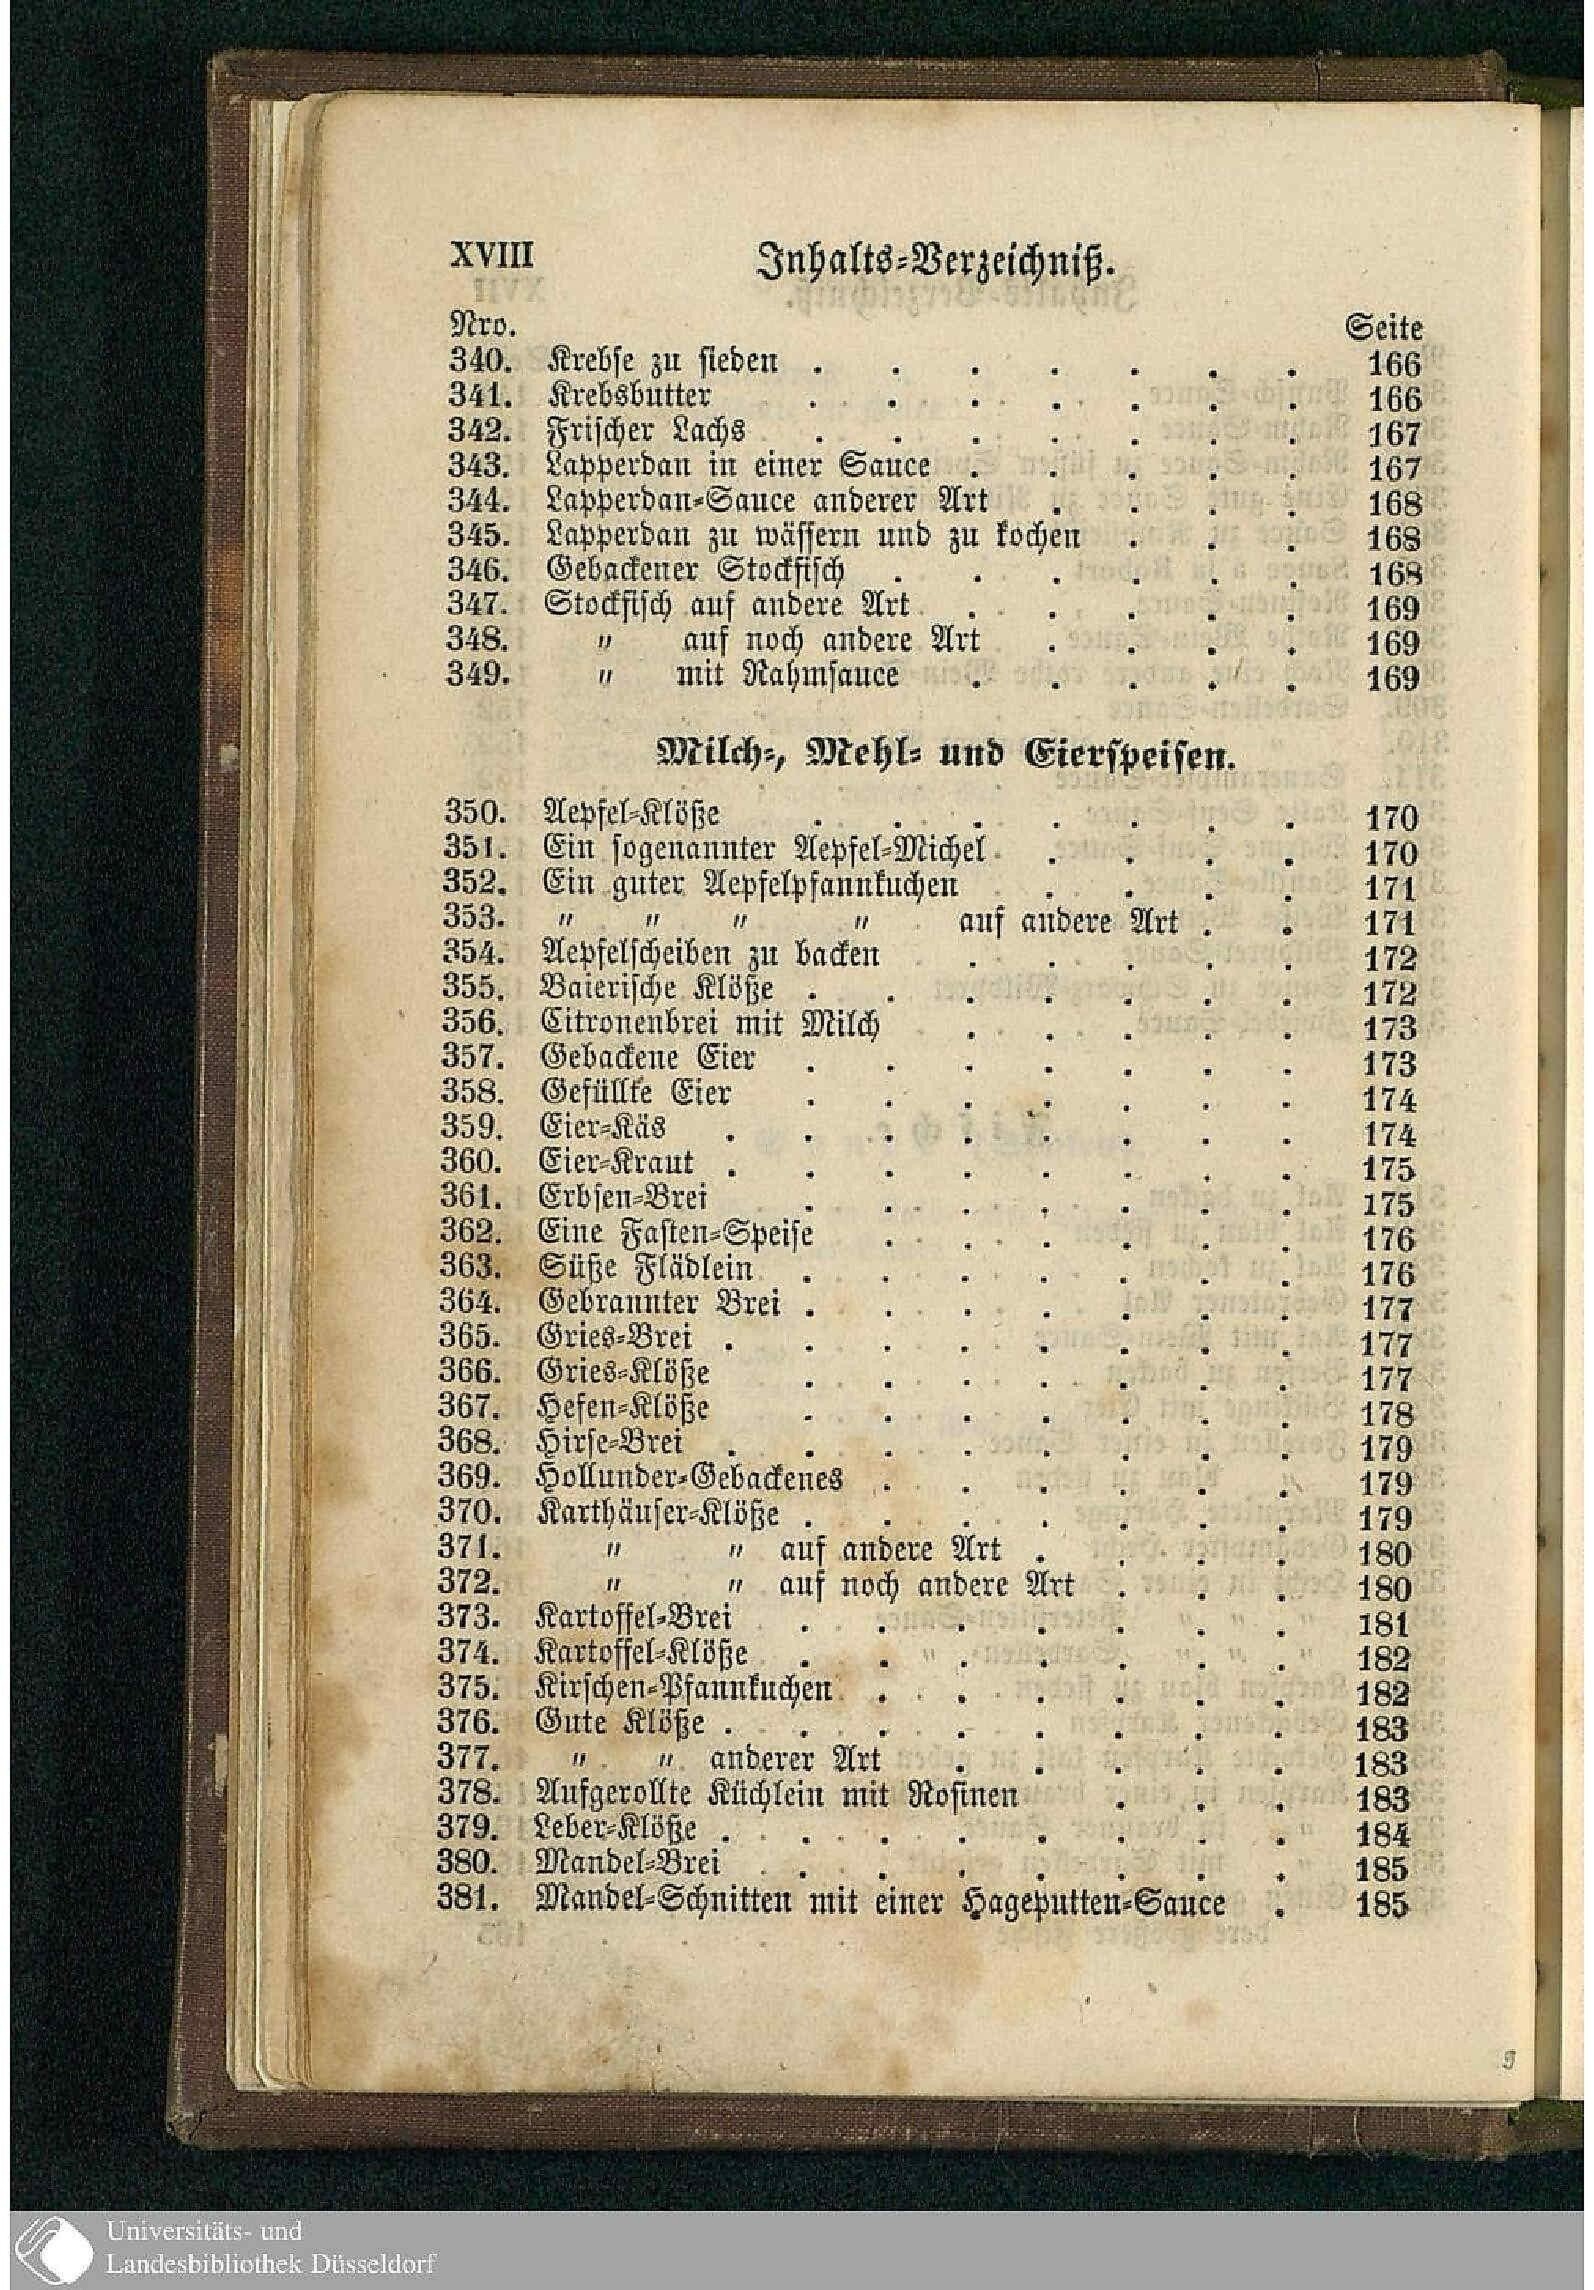 XVIII Inhalts-Verzeichniß.
Nro. Seite
340. Krebse zu sieden . . . . . . . 166
341. Krebsbutter . . . . . . . 166
342. Frischer Lachs . . . . . . . 167
343. Lapperdan in einer Sauce . . . . . 167
344. Lapperdan-Sauce anderer Art . . . . 168
345. Lapperdan zu wässern und zu kochen . . . 168
346. Gebackener Stockfisch . . . . . . 168
347. Stockfisch auf andere Art . . . . . 169
348. " auf noch andere Art . . . . 169
349. " mit Rahmsauce . . . . . 169
Milch-, Mehl- und Eierspeisen.
350. Aepfel-Klöße . . . . . . . 170
351. Ein sogenannter Aepfel-Michel . . . . 170
352. Ein guter Aepfelpfannkuchen . . . . 171
353. " " " " auf andere Art . . 171
354. Aepfelscheiben zu backen . . . . . 172
355. Baierische Klöße . . . . . . . 172
356. Citronenbrei mit Milch . . . . . 173
357. Gebackene Eier . . . . . . . 173
358. Gefüllte Eier . . . . . . . 174
359. Eier-Käs . . . . . . . . 174
360. Eier-Kraut . . . . . . . . 175
361. Erbsen-Brei . . . . . . . 175
362. Eine Fasten-Speise . . . . . . 176
363. Süße Flädlein . . . . . . . 176
364. Gebrannter Brei . . . . . . . 177
365. Gries-Brei . . . . . . . . 177
366. Gries-Klöße . . . . . . . 177
367. Hefen-Klöße . . . . . . . 178
368. Hirse-Brei . . . . . . . . 179
369. Hollunder-Gebackenes . . . . . . 179
370. Karthäuser-Klöße . . . . . . . 179
371. " " auf andere Art . . . . 180
372. " " auf noch andere Art . . . 180
373. Kartoffel-Brei . . . . . . . 181
374. Kartoffel-Klöße . . . . . . . 182
375. Kirschen-Pfannkuchen . . . . . . 182
376. Gute Klöße . . . . . . . . 183
377. " " anderer Art . . . . . 183
378. Aufgerollte Küchlein mit Rosinen . . . 183
379. Leber-Klöße . . . . . . . . 184
380. Mandel-Brei . . . . . . . 185
381. Mandel-Schnitten mit einer Hageputten-Sauce . 185
Universitäts- und
Landesbibliothek Düsseldorf